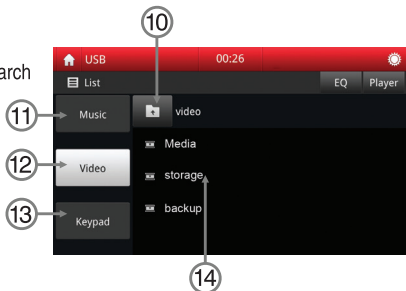 10
USB 00:26
arch
List EQ Player
11 Music video
Media
12 Video storage
13 Keypad backup
14